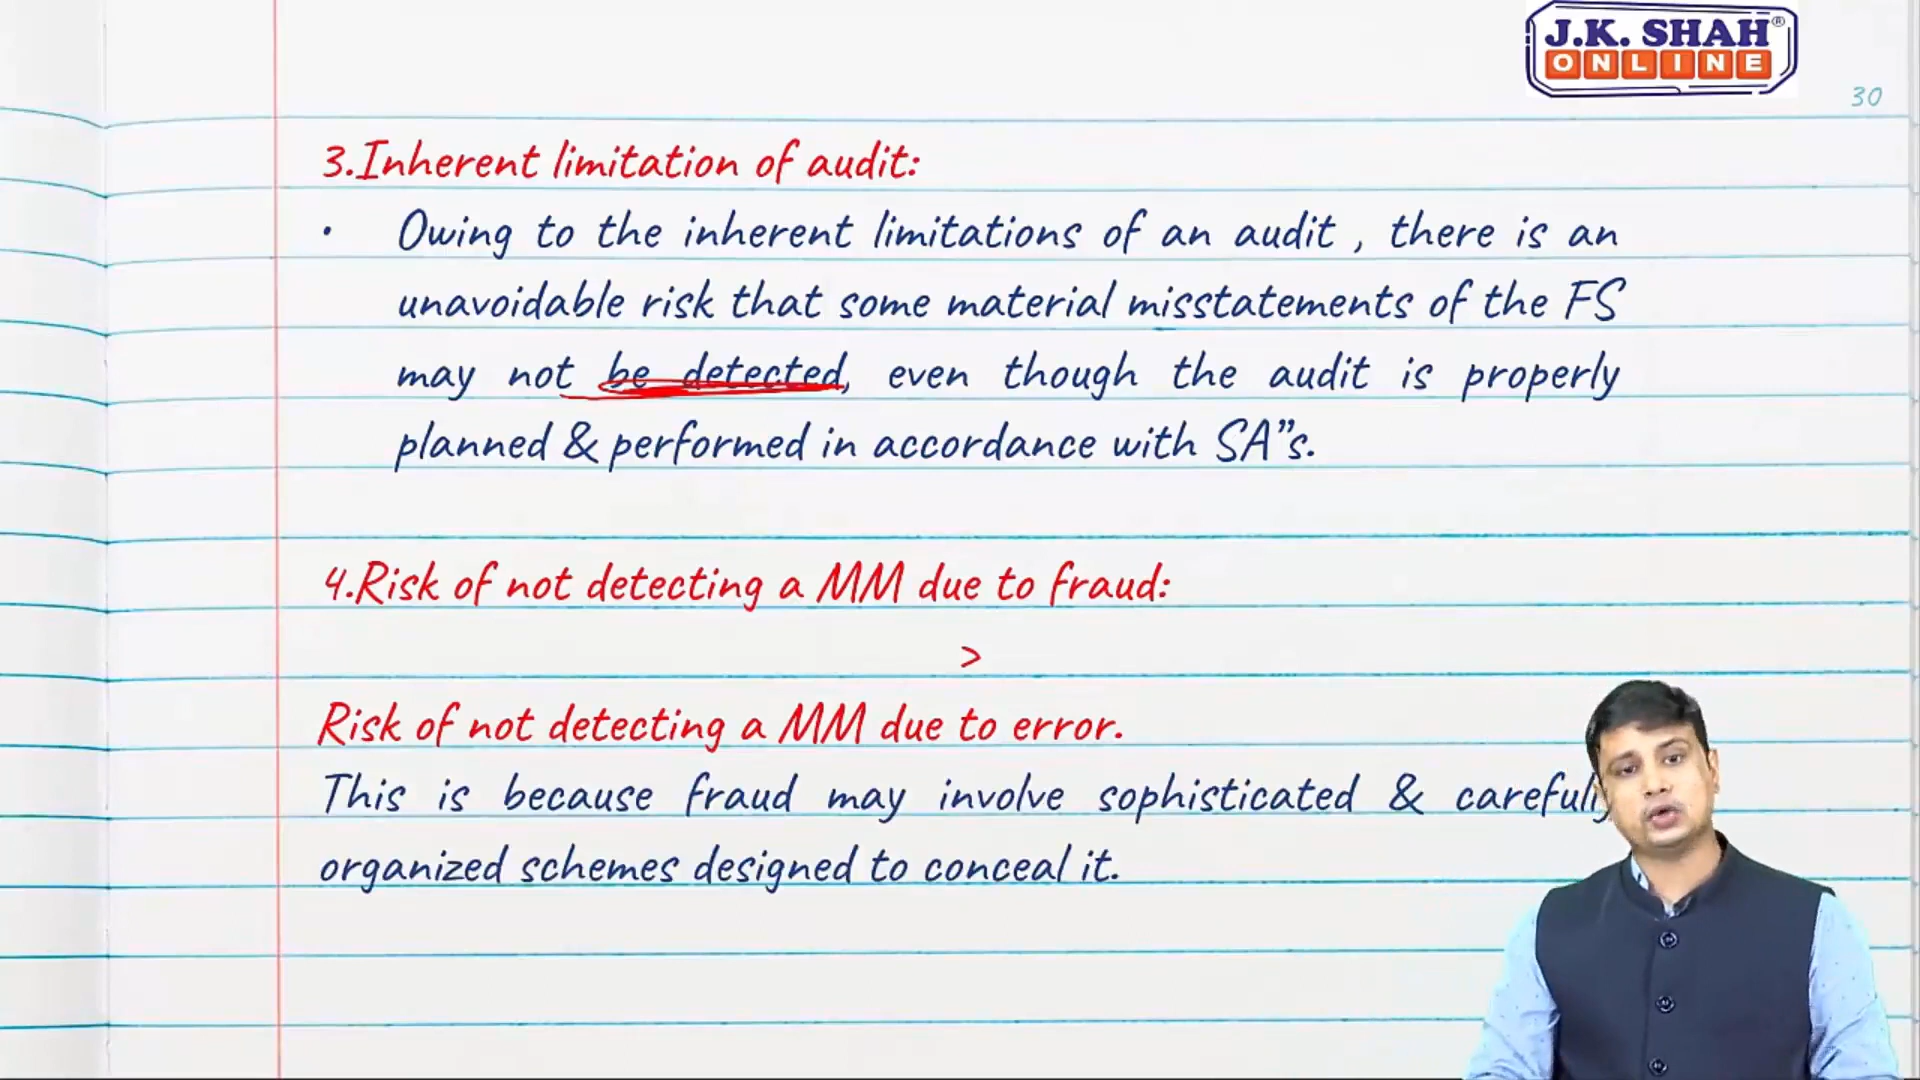 J.K. SHAH®
ONLINE
30
3.Inherent limitation of audit:
• Owing to the inherent limitations of an audit , there is an
unavoidable risk that some material misstatements of the FS
may not be detected, even though the audit is properly
planned & performed in accordance with SA”s.
4.Risk of not detecting a MM due to fraud:
>
Risk of not detecting a MM due to error.
This is because fraud may involve sophisticated & carefully
organized schemes designed to conceal it.